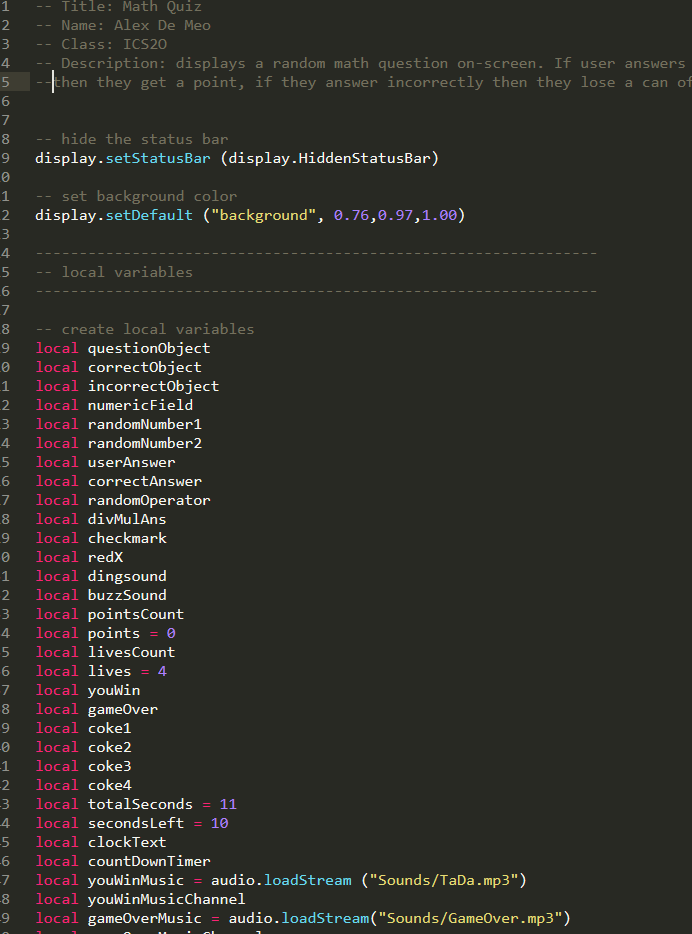 1 -- Title: Math Quiz
2 -- Name: Alex De Meo
3 -- Class: ICS2O
4 -- Description: displays a random math question on-screen. If user answers
5 --then they get a point, if they answer incorrectly then they lose a can of
6
7
8 -- hide the status bar
9 display.setStatusBar (display.HiddenStatusBar)
0
1 -- set background color
2 display.setDefault ("background", 0.76,0.97,1.00)
3
4 ----------------------------------------------------------------
5 -- local variables
6 ----------------------------------------------------------------
7
8 -- create local variables
9 local questionObject
0 local correctObject
1 local incorrectObject
2 local numericField
3 local randomNumber1
4 local randomNumber2
5 local userAnswer
6 local correctAnswer
7 local randomOperator
8 local divMulAns
9 local checkmark
0 local redX
1 local dingsound
2 local buzzSound
3 local pointsCount
4 local points = 0
5 local livesCount
6 local lives = 4
7 local youWin
8 local gameOver
9 local coke1
0 local coke2
1 local coke3
2 local coke4
3 local totalSeconds = 11
4 local secondsLeft = 10
5 local clockText
6 local countDownTimer
7 local youWinMusic = audio.loadStream ("Sounds/TaDa.mp3")
8 local youWinMusicChannel
9 local gameOverMusic = audio.loadStream("Sounds/GameOver.mp3")